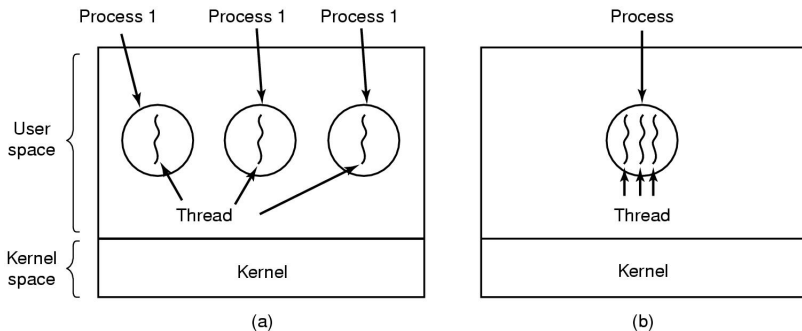 Process 1
Process 1
Process 1
Process
User
space
Thread
Thread
Kernel
space
Kernel
Kernel
(a)
(b)